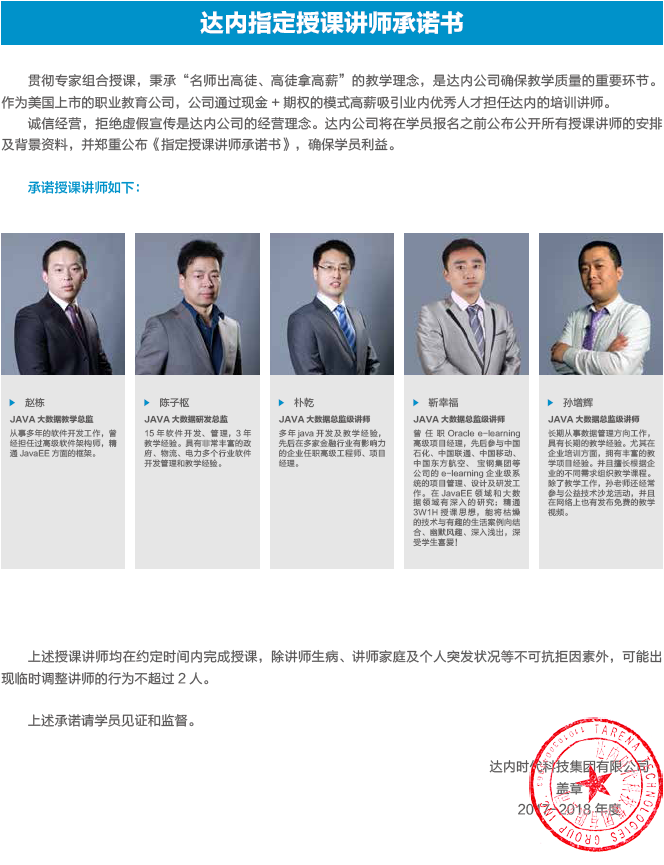 达内指定授课讲师承诺书
贯彻专家组合授课，秉承“名师出高徒、高徒拿高薪”的教学理念，是达内公司确保教学质量的重要环节。
作为美国上市的职业教育公司，公司通过现金 + 期权的模式高薪吸引业内优秀人才担任达内的培训讲师。
诚信经营，拒绝虚假宣传是达内公司的经营理念。达内公司将在学员报名之前公布公开所有授课讲师的安排
及背景资料，并郑重公布《指定授课讲师承诺书》，确保学员利益。
承诺授课讲师如下：
赵栋
JAVA 大数据教学总监
从事多年的软件开发工作，曾
经担任过高级软件架构师，精
通 JavaEE 方面的框架。
陈子枢
JAVA 大数据研发总监
15 年软件开发、管理，3 年
教学经验。具有非常丰富的政
府、物流、电力多个行业软件
开发管理和教学经验。
朴乾
JAVA 大数据总监级讲师
多年 java 开发及教学经验，
先后在多家金融行业有影响力
的企业任职高级工程师、项目
经理。
靳幸福
JAVA 大数据总监级讲师
曾任职 Oracle e-learning
高级项目经理，先后参与中国
石化、中国联通、中国移动、
中国东方航空、 宝钢集团等
公司的 e-learning 企业级系
统的项目管理、设计及研发工
作。在 JavaEE 领域和大数
据领域有深入的研究；精通
3W1H 授课思想，能将枯燥
的技术与有趣的生活案例向结
合、幽默风趣、深入浅出，深
受学生喜爱！
孙增辉
JAVA 大数据总监级讲师
长期从事数据管理方向工作，
具有长期的教学经验。尤其在
企业培训方面，拥有丰富的教
学项目经验。并且擅长根据企
业的不同需求组织教学课程。
除了教学工作，孙老师还经常
参与公益技术沙龙活动，并且
在网络上也有发布免费的教学
视频。
上述授课讲师均在约定时间内完成授课，除讲师生病、讲师家庭及个人突发状况等不可抗拒因素外，可能出
现临时调整讲师的行为不超过 2 人。
上述承诺请学员见证和监督。
达内时代科技集团有限公司
盖章
2017-2018 年度
TARENA TECHNOLOGIES GROUP INC.